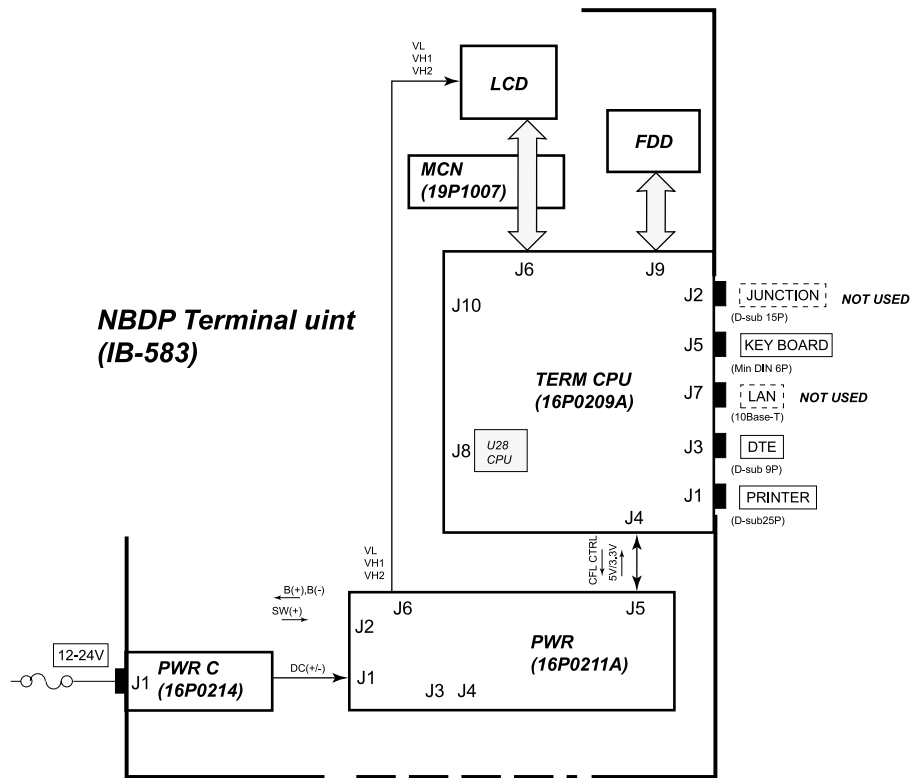 VL
VH1
VH2
LCD
FDD
MCN
(19P1007)
J6
J9
J10
J2
JUNCTION
NOT USED
(D-sub 15P)
NBDP Terminal uint
(IB-583)
J5
KEY BOARD
(Min DIN 6P)
TERM CPU
(16P0209A)
J7
LAN
NOT USED
(10Base-T)
J8
U28
CPU
J3
DTE
(D-sub 9P)
J1
PRINTER
(D-sub25P)
J4
CFL CTRL
5V/3.3V
VL
VH1
VH2
B(+),B(-)
SW(+)
J6
J5
J2
PWR
(16P0211A)
12-24V
J1
PWR C
(16P0214)
DC(+/-)
J1
J3
J4